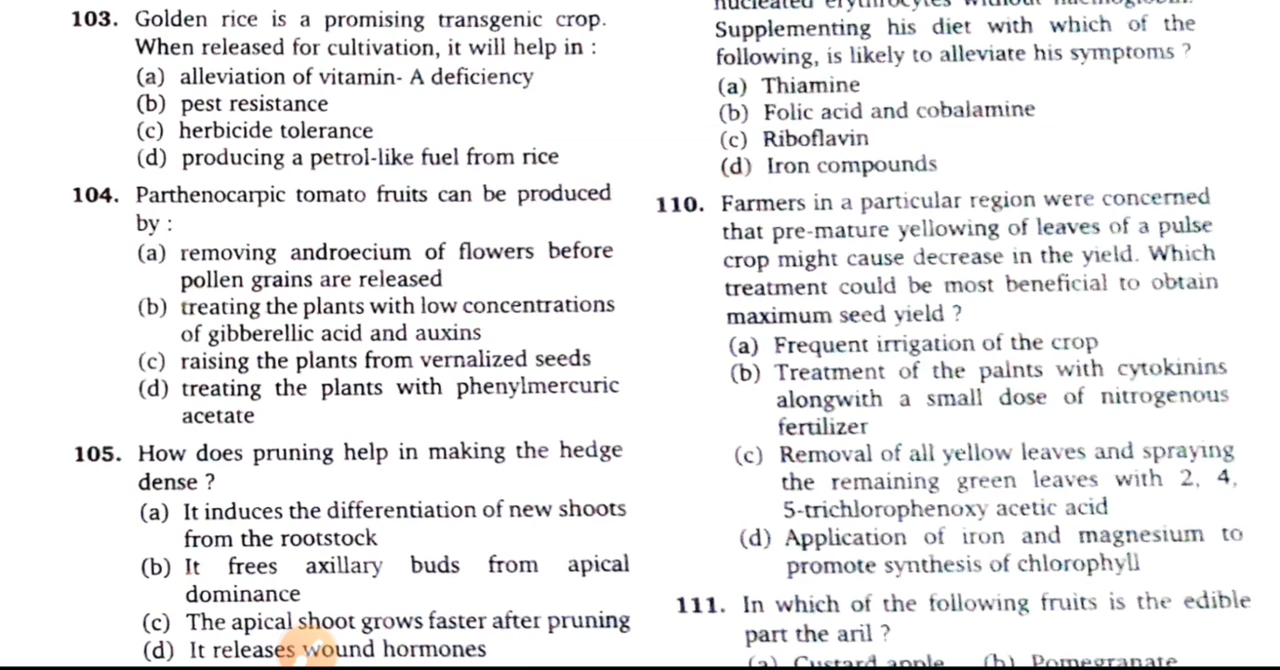 103. Golden rice is a promising transgenic crop.
When released for cultivation, it will help in :
(a) alleviation of vitamin- A deficiency
(b) pest resistance
(c) herbicide tolerance
(d) producing a petrol-like fuel from rice
104. Parthenocarpic tomato fruits can be produced
by :
(a) removing androecium of flowers before
pollen grains are released
(b) treating the plants with low concentrations
of gibberellic acid and auxins
(c) raising the plants from vernalized seeds
(d) treating the plants with phenylmercuric
acetate
105. How does pruning help in making the hedge
dense ?
(a) It induces the differentiation of new shoots
from the rootstock
(b) It frees axillary buds from apical
dominance
(c) The apical shoot grows faster after pruning
(d) It releases wound hormones
nucleated erythrocytes without haemoglobin.
Supplementing his diet with which of the
following, is likely to alleviate his symptoms ?
(a) Thiamine
(b) Folic acid and cobalamine
(c) Riboflavin
(d) Iron compounds
110. Farmers in a particular region were concerned
that pre-mature yellowing of leaves of a pulse
crop might cause decrease in the yield. Which
treatment could be most beneficial to obtain
maximum seed yield ?
(a) Frequent irrigation of the crop
(b) Treatment of the palnts with cytokinins
alongwith a small dose of nitrogenous
fertilizer
(c) Removal of all yellow leaves and spraying
the remaining green leaves with 2, 4,
5-trichlorophenoxy acetic acid
(d) Application of iron and magnesium to
promote synthesis of chlorophyll
111. In which of the following fruits is the edible
part the aril ?
(a) Custard apple (b) Pomegranate